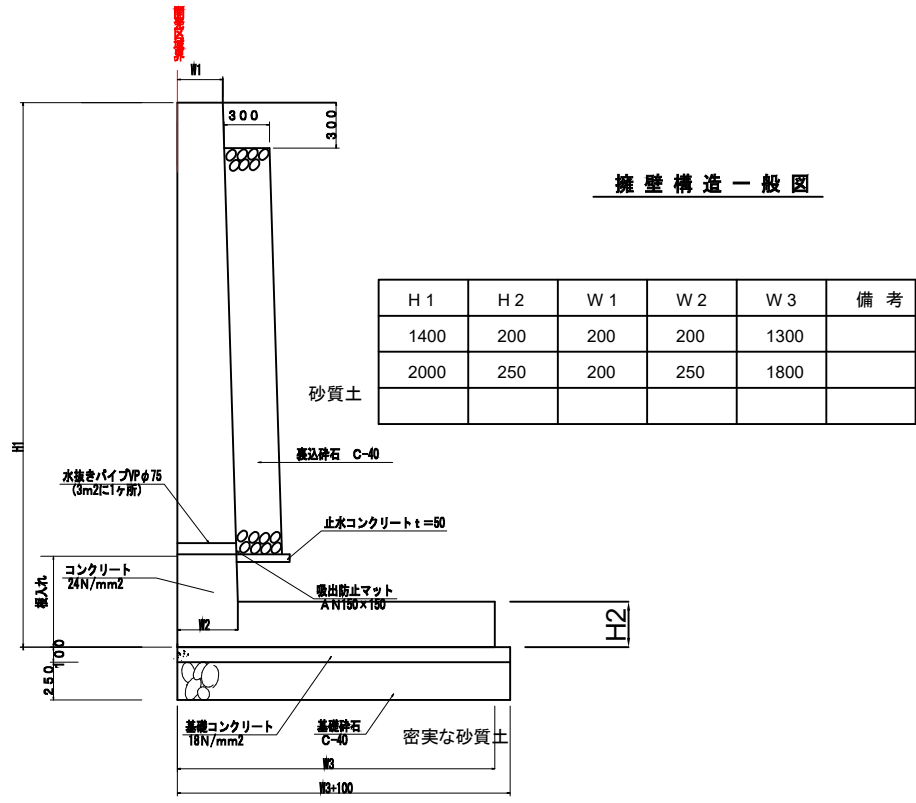 W1
300
300
擁壁構造一般図
H1 H2 W1 W2 W3 備考
1400 200 200 200 1300
2000 250 200 250 1800
砂質土
H1
裏込砕石 C-40
水抜きパイプVPφ75
(3m2に1ヶ所)
止水コンクリートt=50
コンクリート
24N/mm2
根入れ
吸出防止マット
AN150×150
W2
H2
100
250
基礎コンクリート
18N/mm2
基礎砕石
C-40
密実な砂質土
W3
W3+100